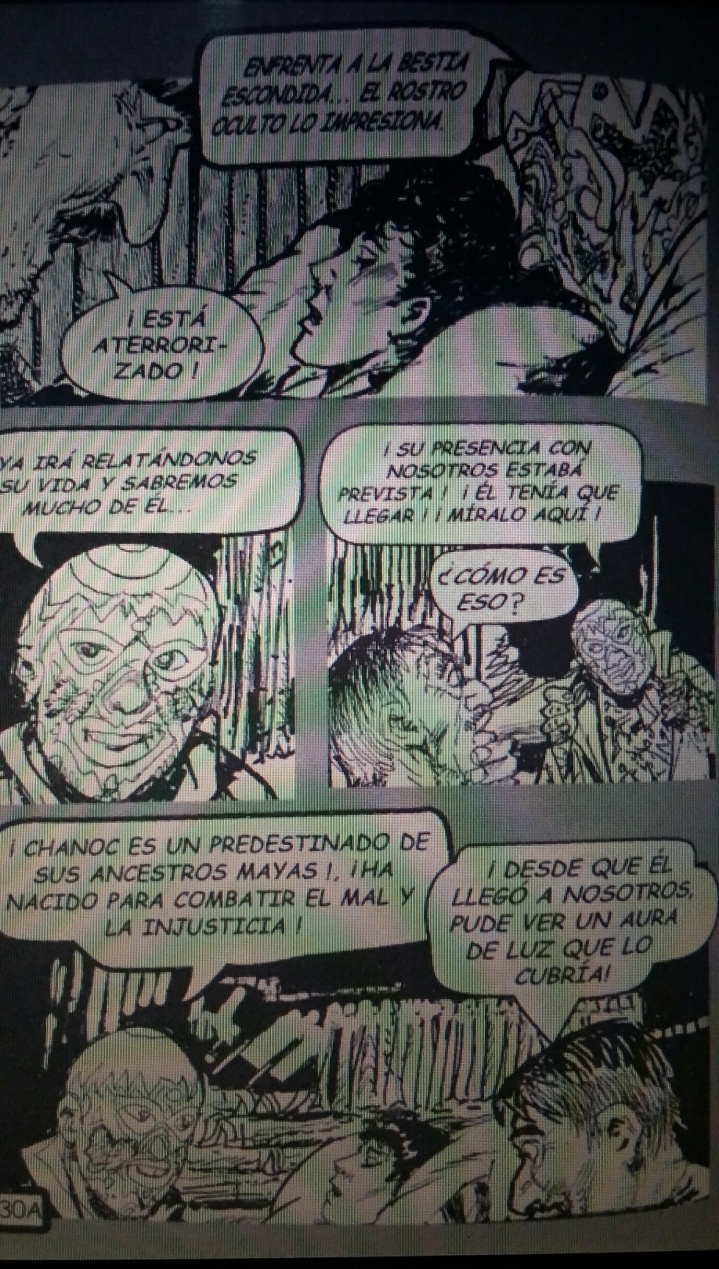 ENFRENTA A LA BESTIA
ESCONDIDA... EL ROSTRO
OCULTO LO IMPRESIONA.
¡ ESTÁ
ATERRORI-
ZADO !
YA IRÁ RELATÁNDONOS
SU VIDA Y SABREMOS
MUCHO DE ÉL...
¡ SU PRESENCIA CON
NOSOTROS ESTABA
PREVISTA ! ¡ ÉL TENÍA QUE
LLEGAR ! ¡ MÍRALO AQUÍ !
¿CÓMO ES
ESO?
¡ CHANOC ES UN PREDESTINADO DE
SUS ANCESTROS MAYAS !, ¡HA
NACIDO PARA COMBATIR EL MAL Y
LA INJUSTICIA !
¡ DESDE QUE ÉL
LLEGÓ A NOSOTROS,
PUDE VER UN AURA
DE LUZ QUE LO
CUBRÍA!
30A